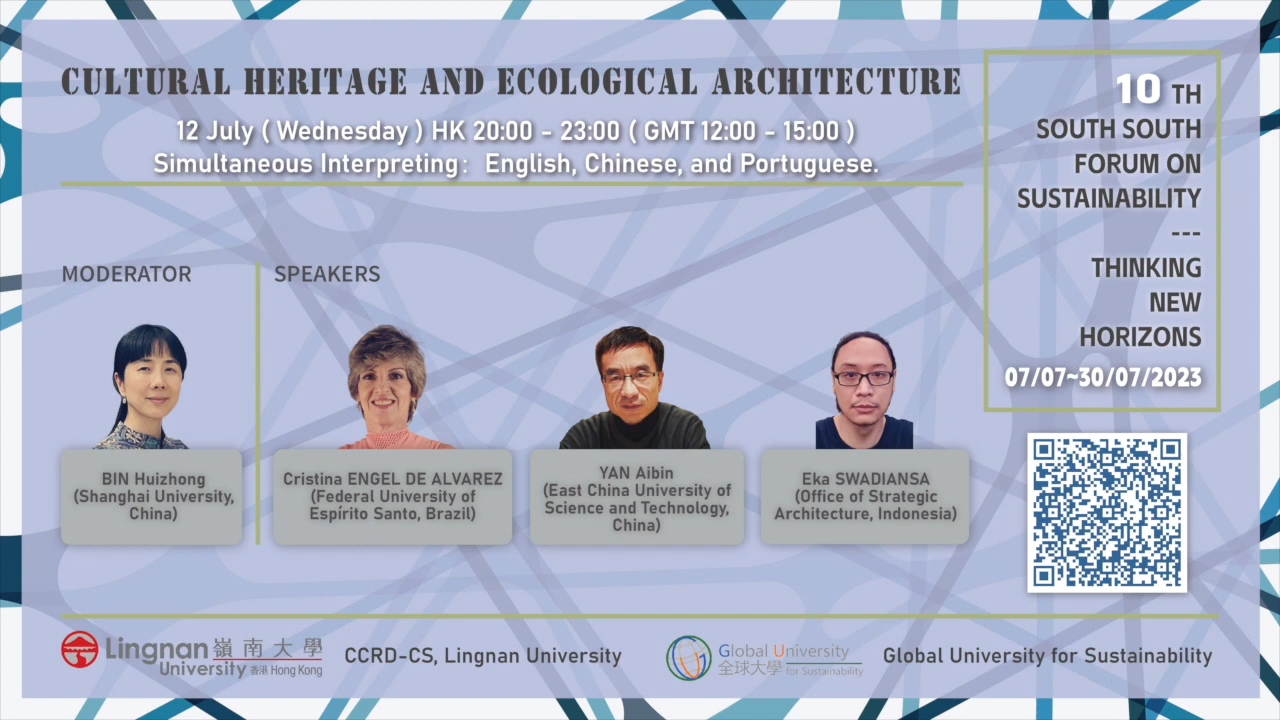 CULTURAL HERITAGE AND ECOLOGICAL ARCHITECTURE
12 July ( Wednesday ) HK 20:00 - 23:00 ( GMT 12:00 - 15:00 )
Simultaneous Interpreting： English, Chinese, and Portuguese.
10 TH
SOUTH SOUTH
FORUM ON
SUSTAINABILITY
---
THINKING
NEW
HORIZONS
07/07~30/07/2023
MODERATOR
SPEAKERS
BIN Huizhong
(Shanghai University,
China)
Cristina ENGEL DE ALVAREZ
(Federal University of
Espírito Santo, Brazil)
YAN Aibin
(East China University of
Science and Technology,
China)
Eka SWADIANSA
(Office of Strategic
Architecture, Indonesia)
Lingnan 嶺南大學
University 香港 Hong Kong
CCRD-CS, Lingnan University
Global University
全球大學 for Sustainability
Global University for Sustainability